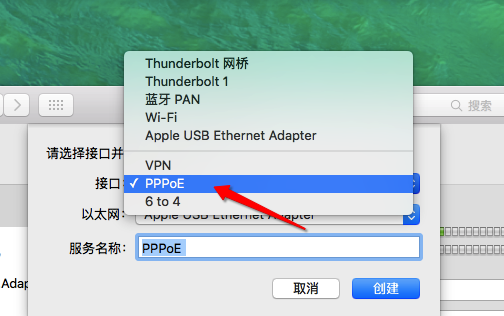 Thunderbolt 网桥
Thunderbolt 1
蓝牙 PAN
Wi-Fi
Apple USB Ethernet Adapter
搜索
请选择接口并
VPN
接口：
✓ PPPoE
6 to 4
以太网：
Apple USB Ethernet Adapter
服务名称：
PPPoE
Adap
取消
创建